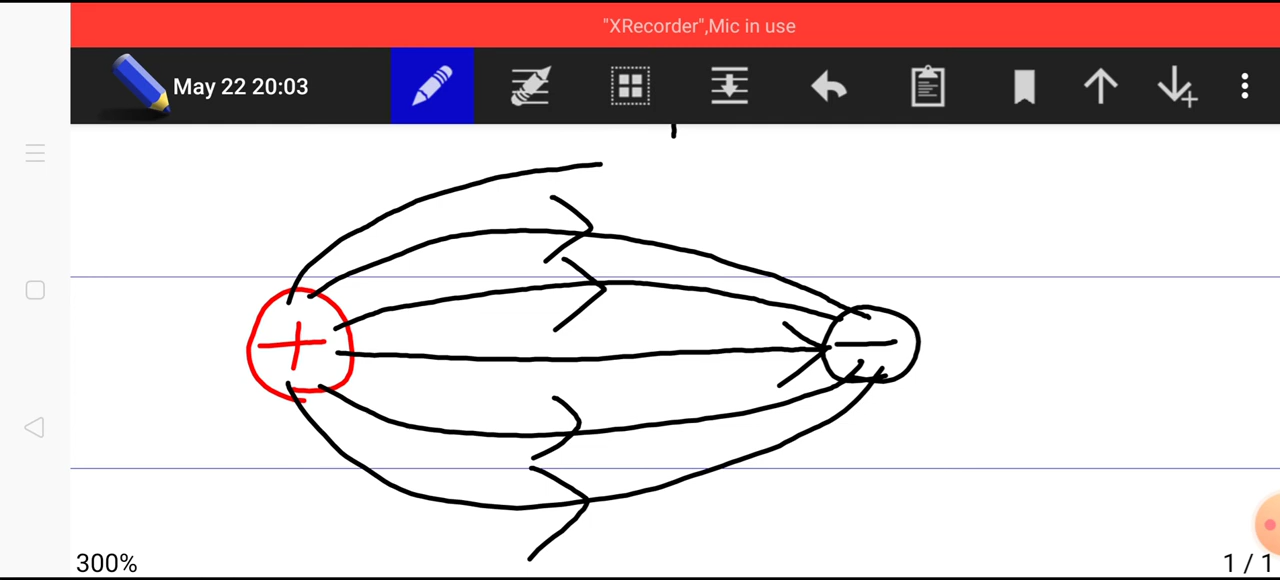 "XRecorder",Mic in use
May 22 20:03
+
−
300%
1 / 1